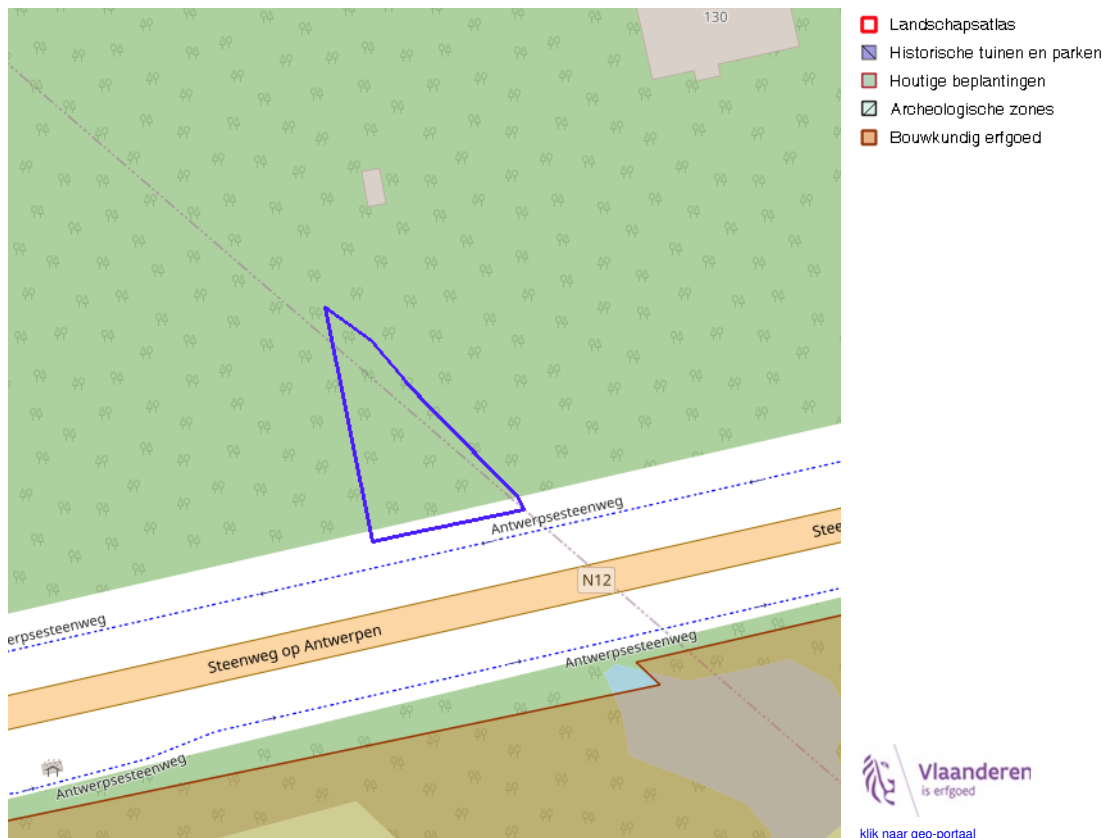 130
Landschapsatlas
Historische tuinen en parken
Houtige beplantingen
Archeologische zones
Bouwkundig erfgoed
Antwerpsesteenweg
Stee
N12
erpsesteenweg
Steenweg op Antwerpen
Antwerpsesteenweg
Antwerpsesteenweg
Vlaanderen
is erfgoed
klik naar geo-portaal